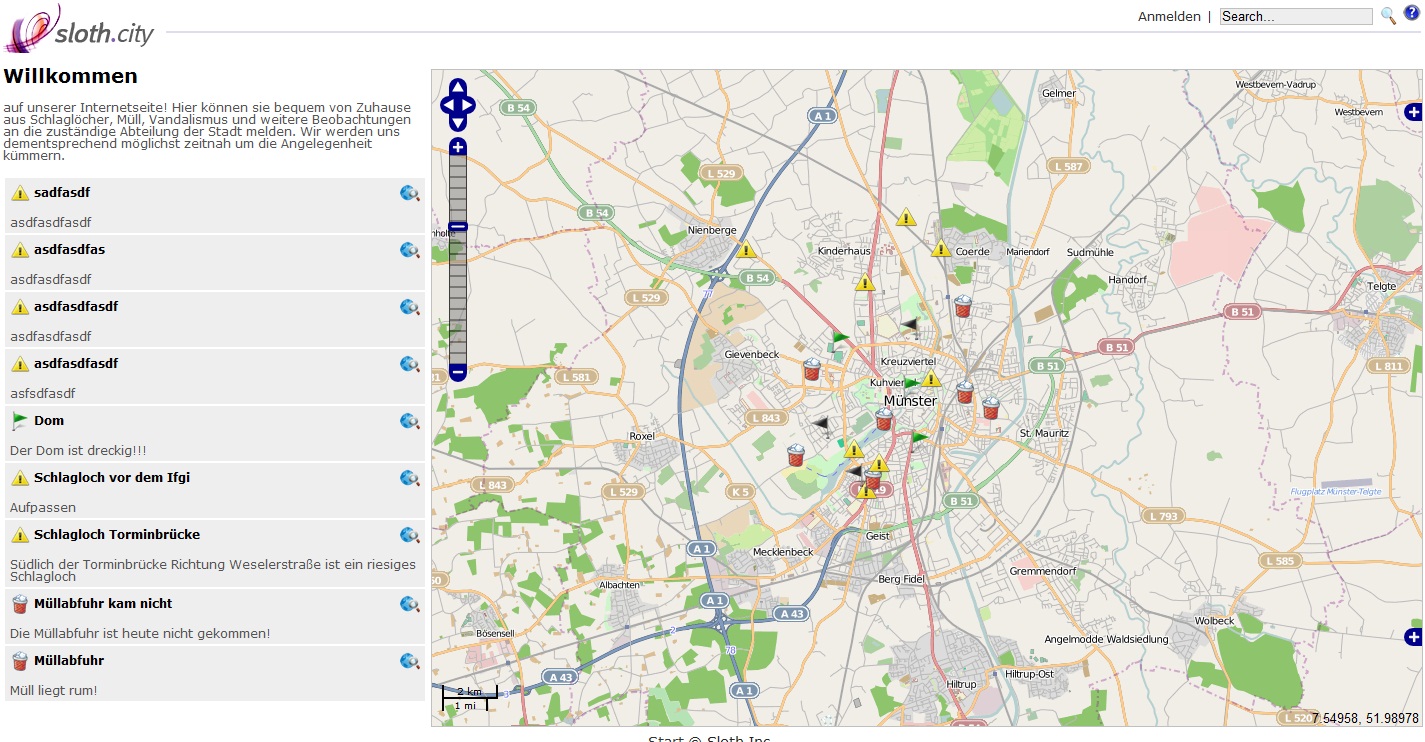 sloth.city
Anmelden |
Search...
Willkommen
auf unserer Internetseite! Hier können sie bequem von Zuhause
aus Schlaglöcher, Müll, Vandalismus und weitere Beobachtungen
an die zuständige Abteilung der Stadt melden. Wir werden uns
dementsprechend möglichst zeitnah um die Angelegenheit
kümmern.
sadfasdf
asdfasdfasdf
asdfasdfas
asdfasdfasdf
asdfasdfasdf
asdfasdfasdf
asdfasdfasdf
asfsdfasdf
Dom
Der Dom ist dreckig!!!
Schlagloch vor dem Ifgi
Aufpassen
Schlagloch Torminbrücke
Südlich der Torminbrücke Richtung Weselerstraße ist ein riesiges
Schlagloch
Müllabfuhr kam nicht
Die Müllabfuhr ist heute nicht gekommen!
Müllabfuhr
Müll liegt rum!
Westbevern-Vadrup
Gelmer
B 54
A 1
Westbevern
L 587
L 529
B 54
Nienberge
Kinderhaus
Coerde
Mariendorf
Sudmühle
B 54
Handorf
Telgte
77
L 529
B 51
B 51
Gievenbeck
Kreuzviertel
B 51
L 811
L 581
Münster
L 843
St. Mauritz
Roxel
L 843
L 529
K 5
B 51
Flugplatz Münster-Telgte
L 793
Geist
A 1
Mecklenbeck
L 585
Gremmendorf
Berg Fidel
Albachten
A 1
A 43
Wolbeck
Bösensell
2
Angelmodde Waldsiedlung
78
A 43
Hiltrup-Ost
Hiltrup
A 1
2 km
1 mi
3
L 520
7.54958, 51.98978
Start © Sloth Inc.